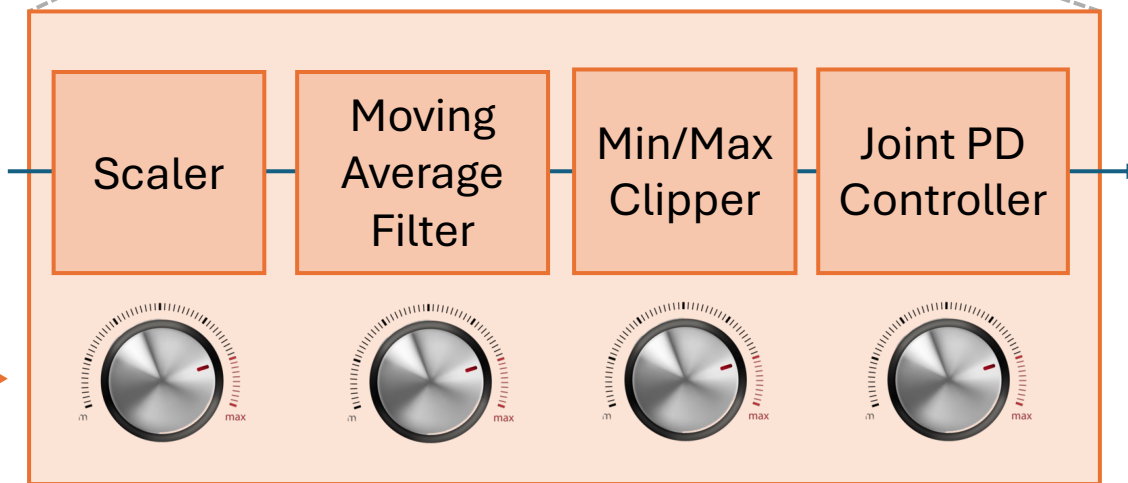 Scaler
Moving
Average
Filter
Min/Max
Clipper
Joint PD
Controller
m
max
m
max
m
max
m
max